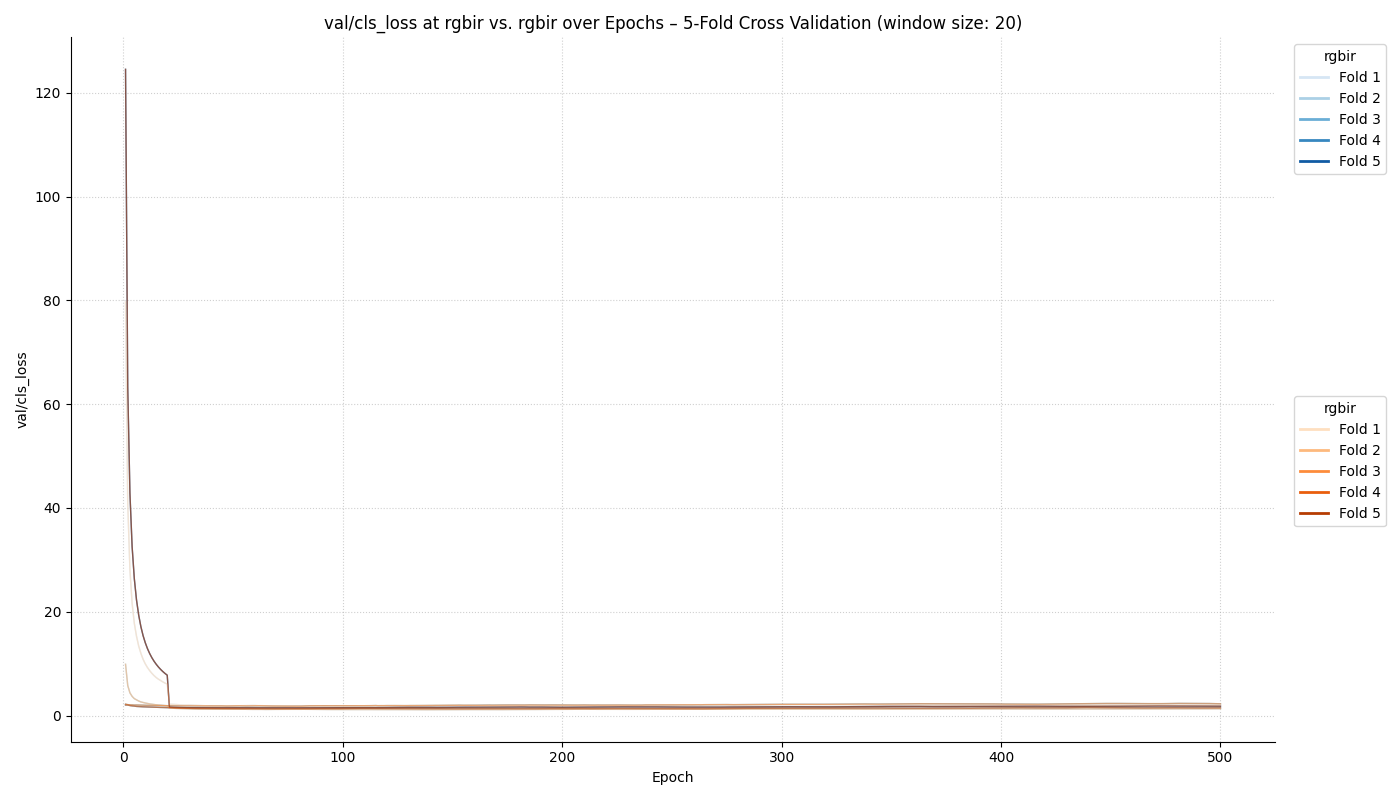 val/cls_loss at rgbir vs. rgbir over Epochs – 5-Fold Cross Validation (window size: 20)
val/cls_loss
120
100
80
60
40
20
0
0
100
200
300
400
500
Epoch
rgbir
Fold 1
Fold 2
Fold 3
Fold 4
Fold 5
rgbir
Fold 1
Fold 2
Fold 3
Fold 4
Fold 5